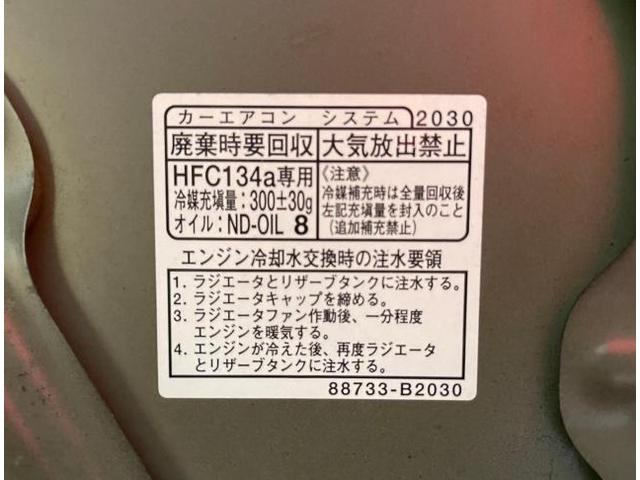 カーエアコン システム 2030
廃棄時要回収 大気放出禁止
HFC134a専用
冷媒充填量:300±30g
オイル:ND-OIL 8
《注意》
冷媒補充時は全量回収後
左記充填量を封入のこと
(追加補充禁止)
エンジン冷却水交換時の注水要領
1. ラジエータとリザーブタンクに注水する。
2. ラジエータキャップを締める。
3. ラジエータファン作動後、一分程度
エンジンを暖気する。
4. エンジンが冷えた後、再度ラジエータ
とリザーブタンクに注水する。
88733-B2030